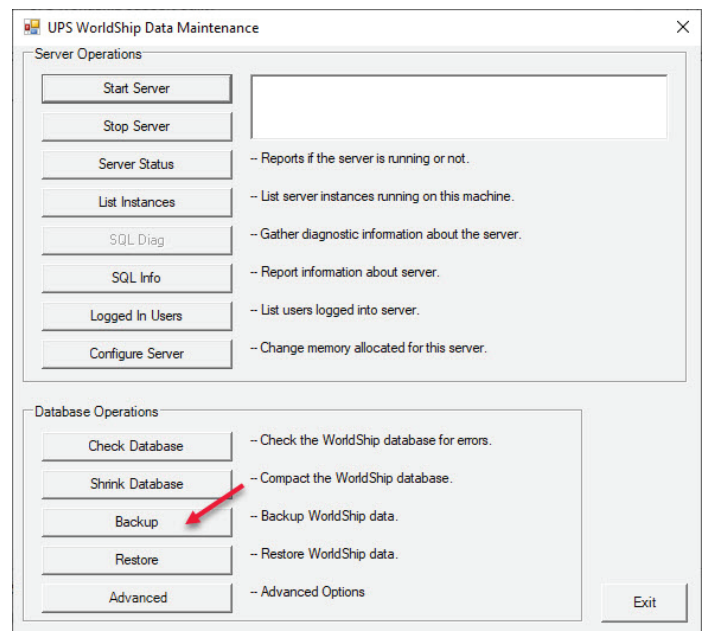 UPS WorldShip Data Maintenance
Server Operations
Start Server
Stop Server
Server Status -- Reports if the server is running or not.
List Instances -- List server instances running on this machine.
SQL Diag -- Gather diagnostic information about the server.
SQL Info -- Report information about server.
Logged In Users -- List users logged into server.
Configure Server -- Change memory allocated for this server.
Database Operations
Check Database -- Check the WorldShip database for errors.
Shrink Database -- Compact the WorldShip database.
Backup -- Backup WorldShip data.
Restore -- Restore WorldShip data.
Advanced -- Advanced Options
Exit